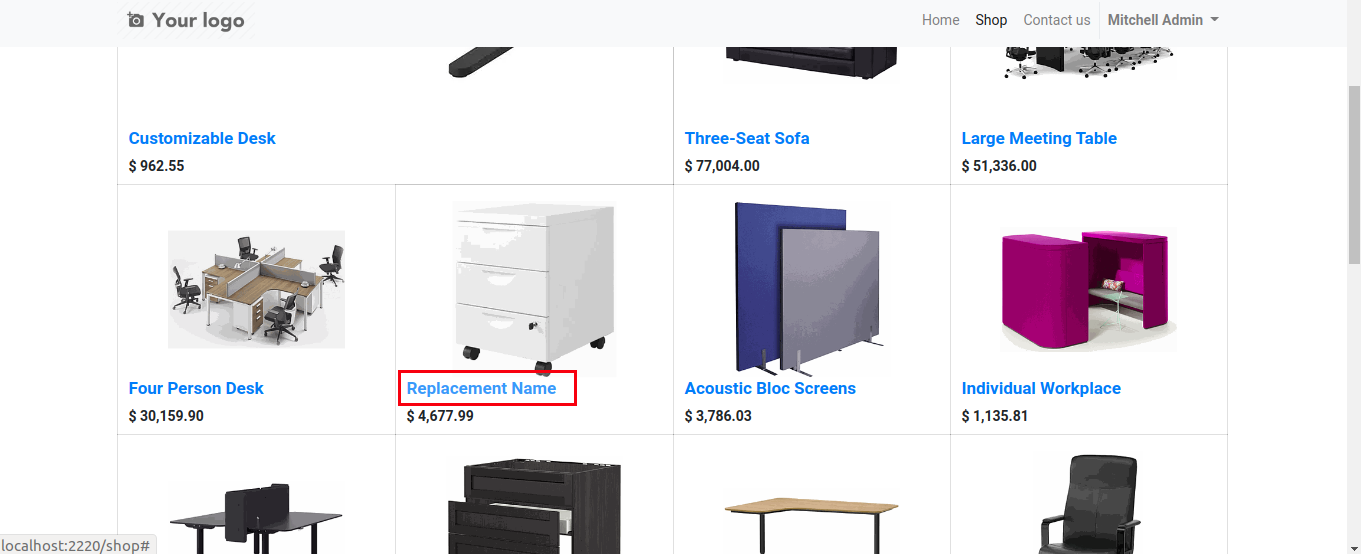 Your logo
Home Shop Contact us Mitchell Admin
Customizable Desk Three-Seat Sofa Large Meeting Table
$ 962.55 $ 77,004.00 $ 51,336.00
Four Person Desk Replacement Name Acoustic Bloc Screens Individual Workplace
$ 30,159.90 $ 4,677.99 $ 3,786.03 $ 1,135.81
localhost:2220/shop#